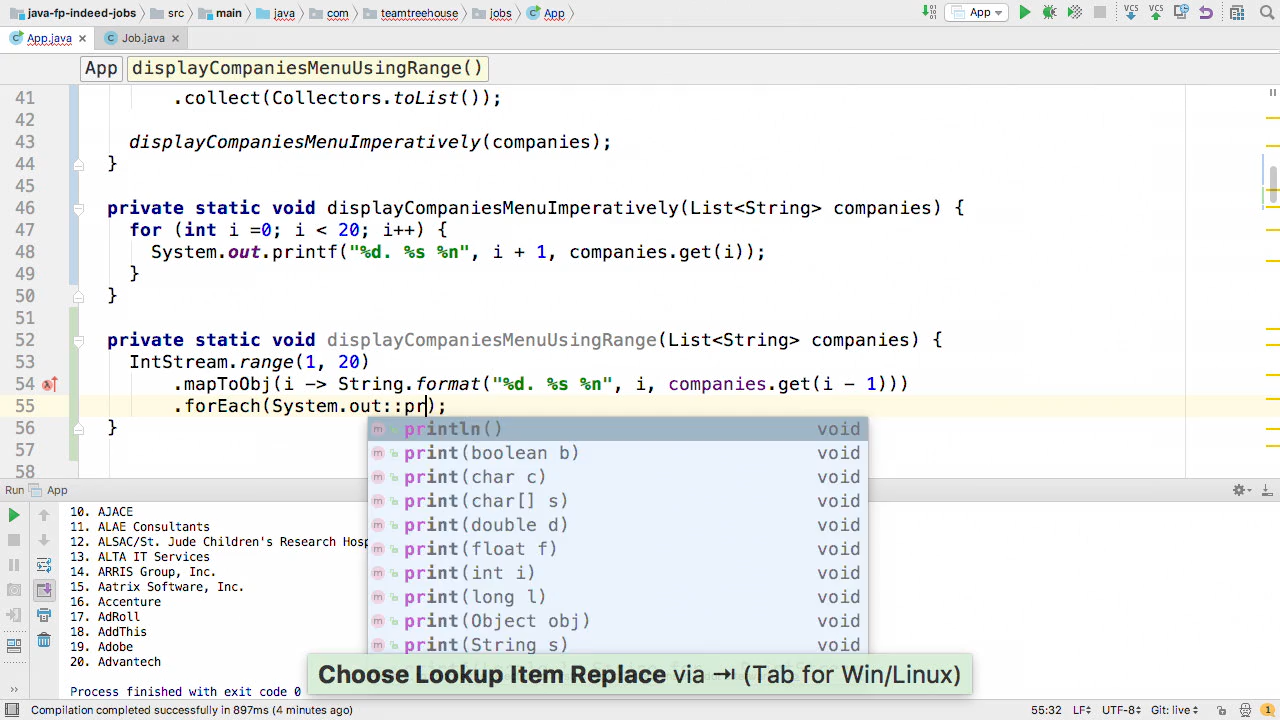 java-fp-indeed-jobs src main java com teamtreehouse jobs App App
App.java Job.java
App displayCompaniesMenuUsingRange()
41 .collect(Collectors.toList());
42
43 displayCompaniesMenuImperatively(companies);
44 }
45
46 private static void displayCompaniesMenuImperatively(List<String> companies) {
47 for (int i =0; i < 20; i++) {
48 System.out.printf("%d. %s %n", i + 1, companies.get(i));
49 }
50 }
51
52 private static void displayCompaniesMenuUsingRange(List<String> companies) {
53 IntStream.range(1, 20)
54 .mapToObj(i -> String.format("%d. %s %n", i, companies.get(i - 1)))
55 .forEach(System.out::pr);
56 }
57
58
println() void
print(boolean b) void
print(char c) void
print(char[] s) void
print(double d) void
print(float f) void
print(int i) void
print(long l) void
print(Object obj) void
print(String s) void
Run App
10. AJACE
11. ALAE Consultants
12. ALSAC/St. Jude Children's Research Hosp
13. ALTA IT Services
14. ARRIS Group, Inc.
15. Aatrix Software, Inc.
16. Accenture
17. AdRoll
18. AddThis
19. Adobe
20. Advantech
Process finished with exit code 0
Choose Lookup Item Replace via ⇥ (Tab for Win/Linux)
Compilation completed successfully in 897ms (4 minutes ago) 55:32 LF÷ UTF-8÷ Git: live÷ 1